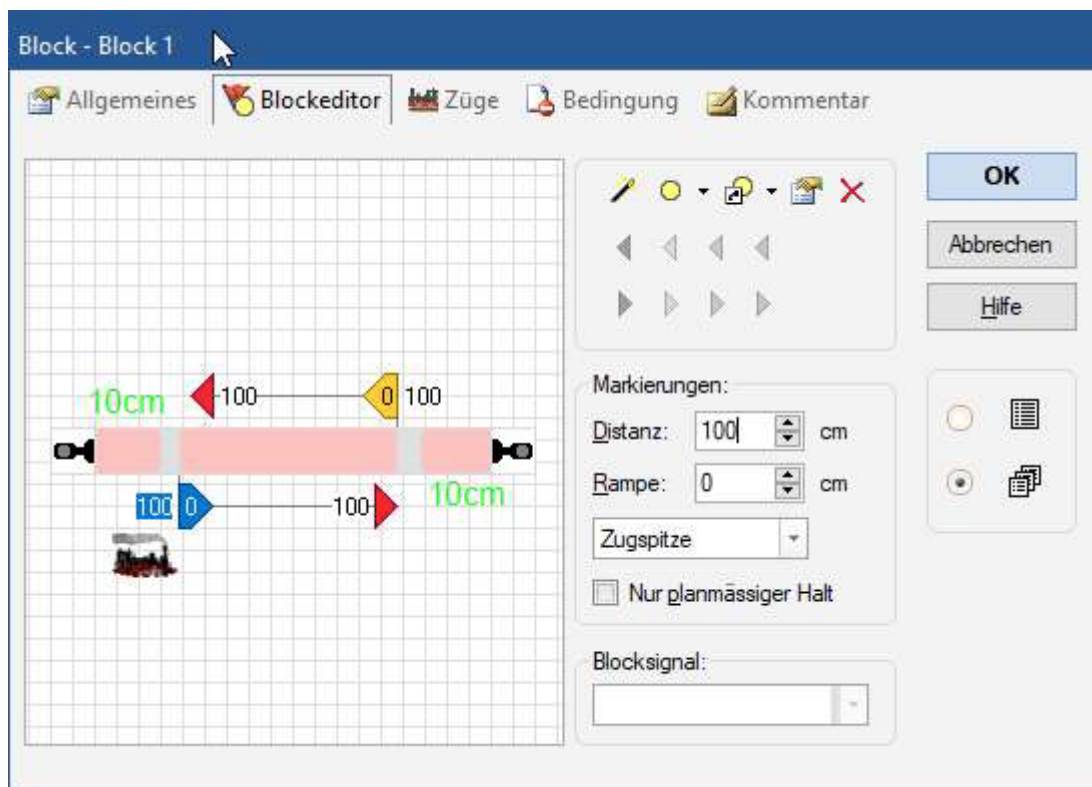 Block - Block 1
Allgemeines Blockeditor Züge Bedingung Kommentar
OK
Abbrechen
Hilfe
10cm 100 0 100
100 0 100 10cm
Markierungen:
Distanz: 100 cm
Rampe: 0 cm
Zugspitze
Nur planmässiger Halt
Blocksignal: